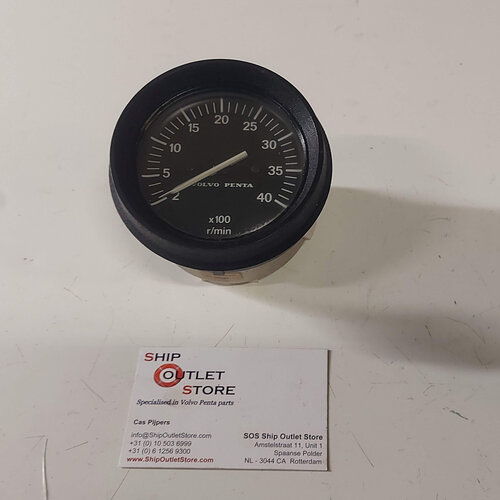 20
15 25
10 30
5 35
2 40
VOLVO PENTA
x100
r/min
SHIP
OUTLET
STORE
Specialised in Volvo Penta parts
Cas Pijpers
info@ShipOutletStore.com
+31 (0) 10 503 6999
+31 (0) 6 1256 9300
www.ShipOutletStore.com
SOS Ship Outlet Store
Amstelstraat 11, Unit 1
Spaanse Polder
NL - 3044 CA Rotterdam